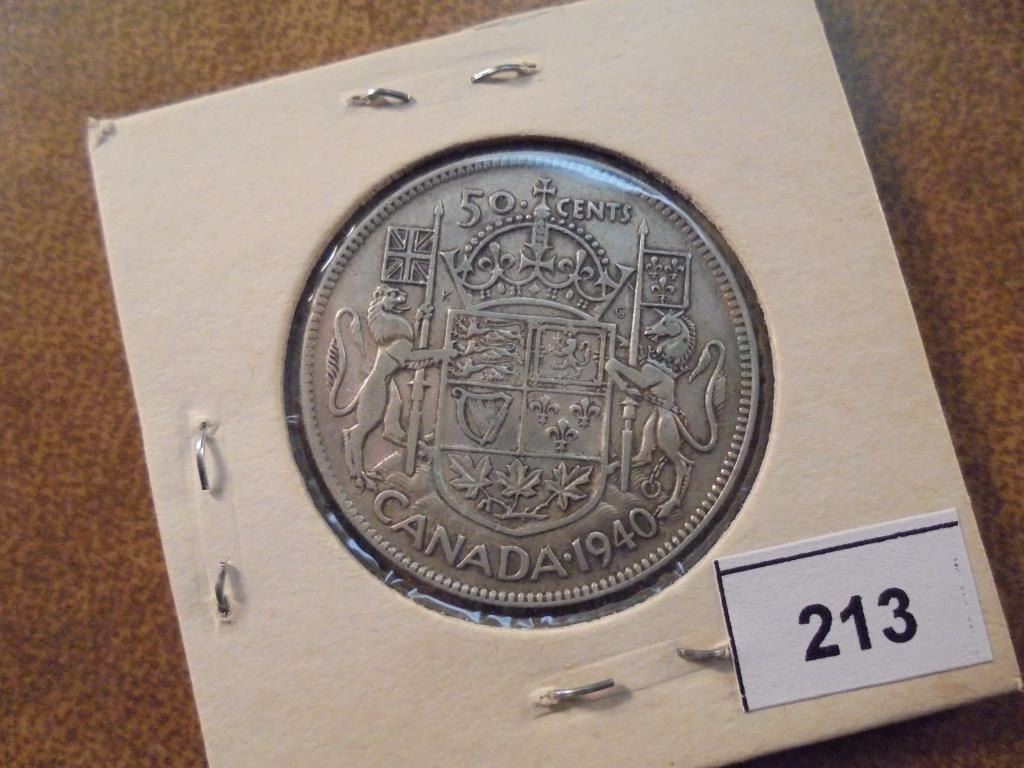 50 · CENTS
K G
CANADA · 1940
213